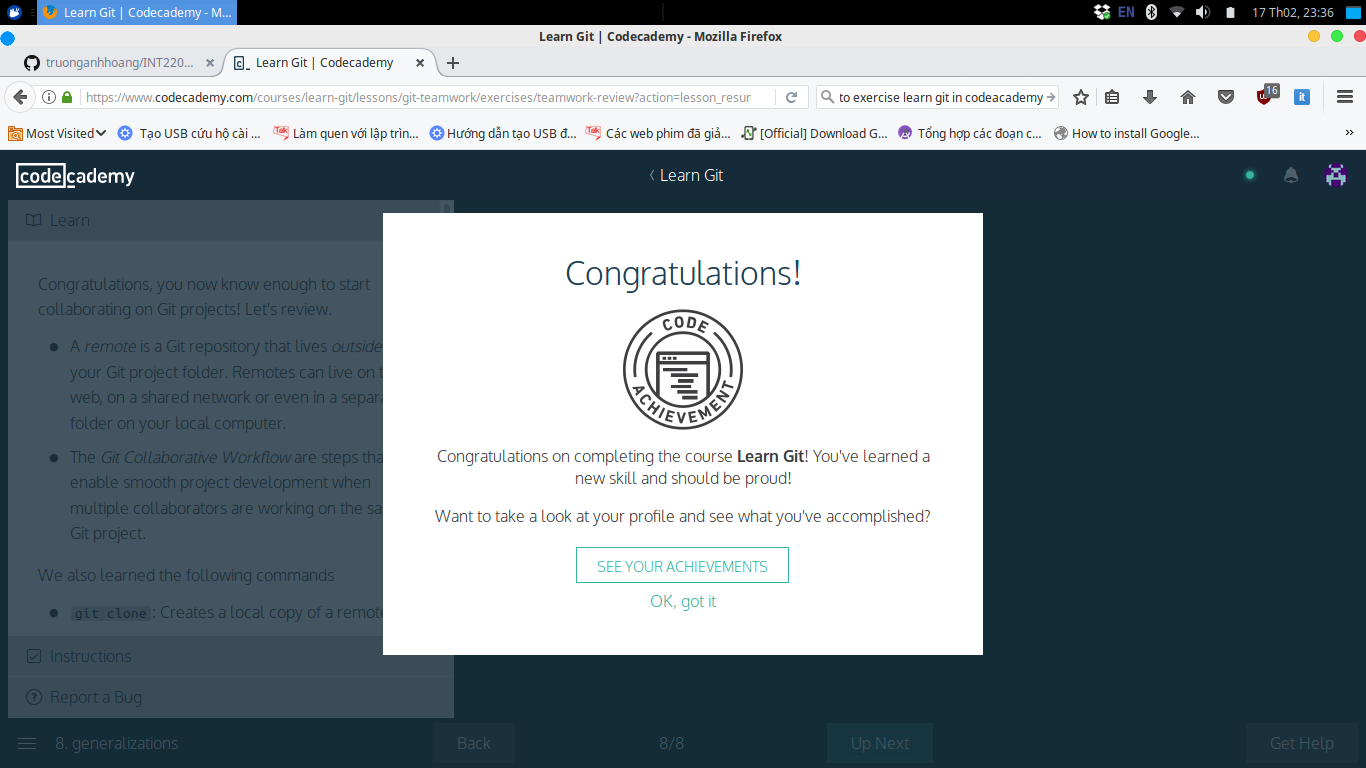 Learn Git | Codecademy - M...
EN
17 Th02, 23:36
Learn Git | Codecademy - Mozilla Firefox
truonganhhoang/INT220...
Learn Git | Codecademy
https://www.codecademy.com/courses/learn-git/lessons/git-teamwork/exercises/teamwork-review?action=lesson_resur
to exercise learn git in codeacademy
16
it
Most Visited
Tạo USB cứu hộ cài ...
Làm quen với lập trìn...
Hướng dẫn tạo USB đ...
Các web phim đã giả...
[Official] Download G...
Tổng hợp các đoạn c...
How to install Google...
codecademy
Learn Git
Learn
Congratulations, you now know enough to start
collaborating on Git projects! Let's review.
A remote is a Git repository that lives outside
your Git project folder. Remotes can live on t
web, on a shared network or even in a separa
folder on your local computer.
The Git Collaborative Workflow are steps tha
enable smooth project development when
multiple collaborators are working on the sa
Git project.
We also learned the following commands
git clone: Creates a local copy of a remote
Instructions
Report a Bug
Congratulations!
CODE
ACHIEVEMENT
Congratulations on completing the course Learn Git! You've learned a
new skill and should be proud!
Want to take a look at your profile and see what you've accomplished?
SEE YOUR ACHIEVEMENTS
OK, got it
8. generalizations
Back
8/8
Up Next
Get Help